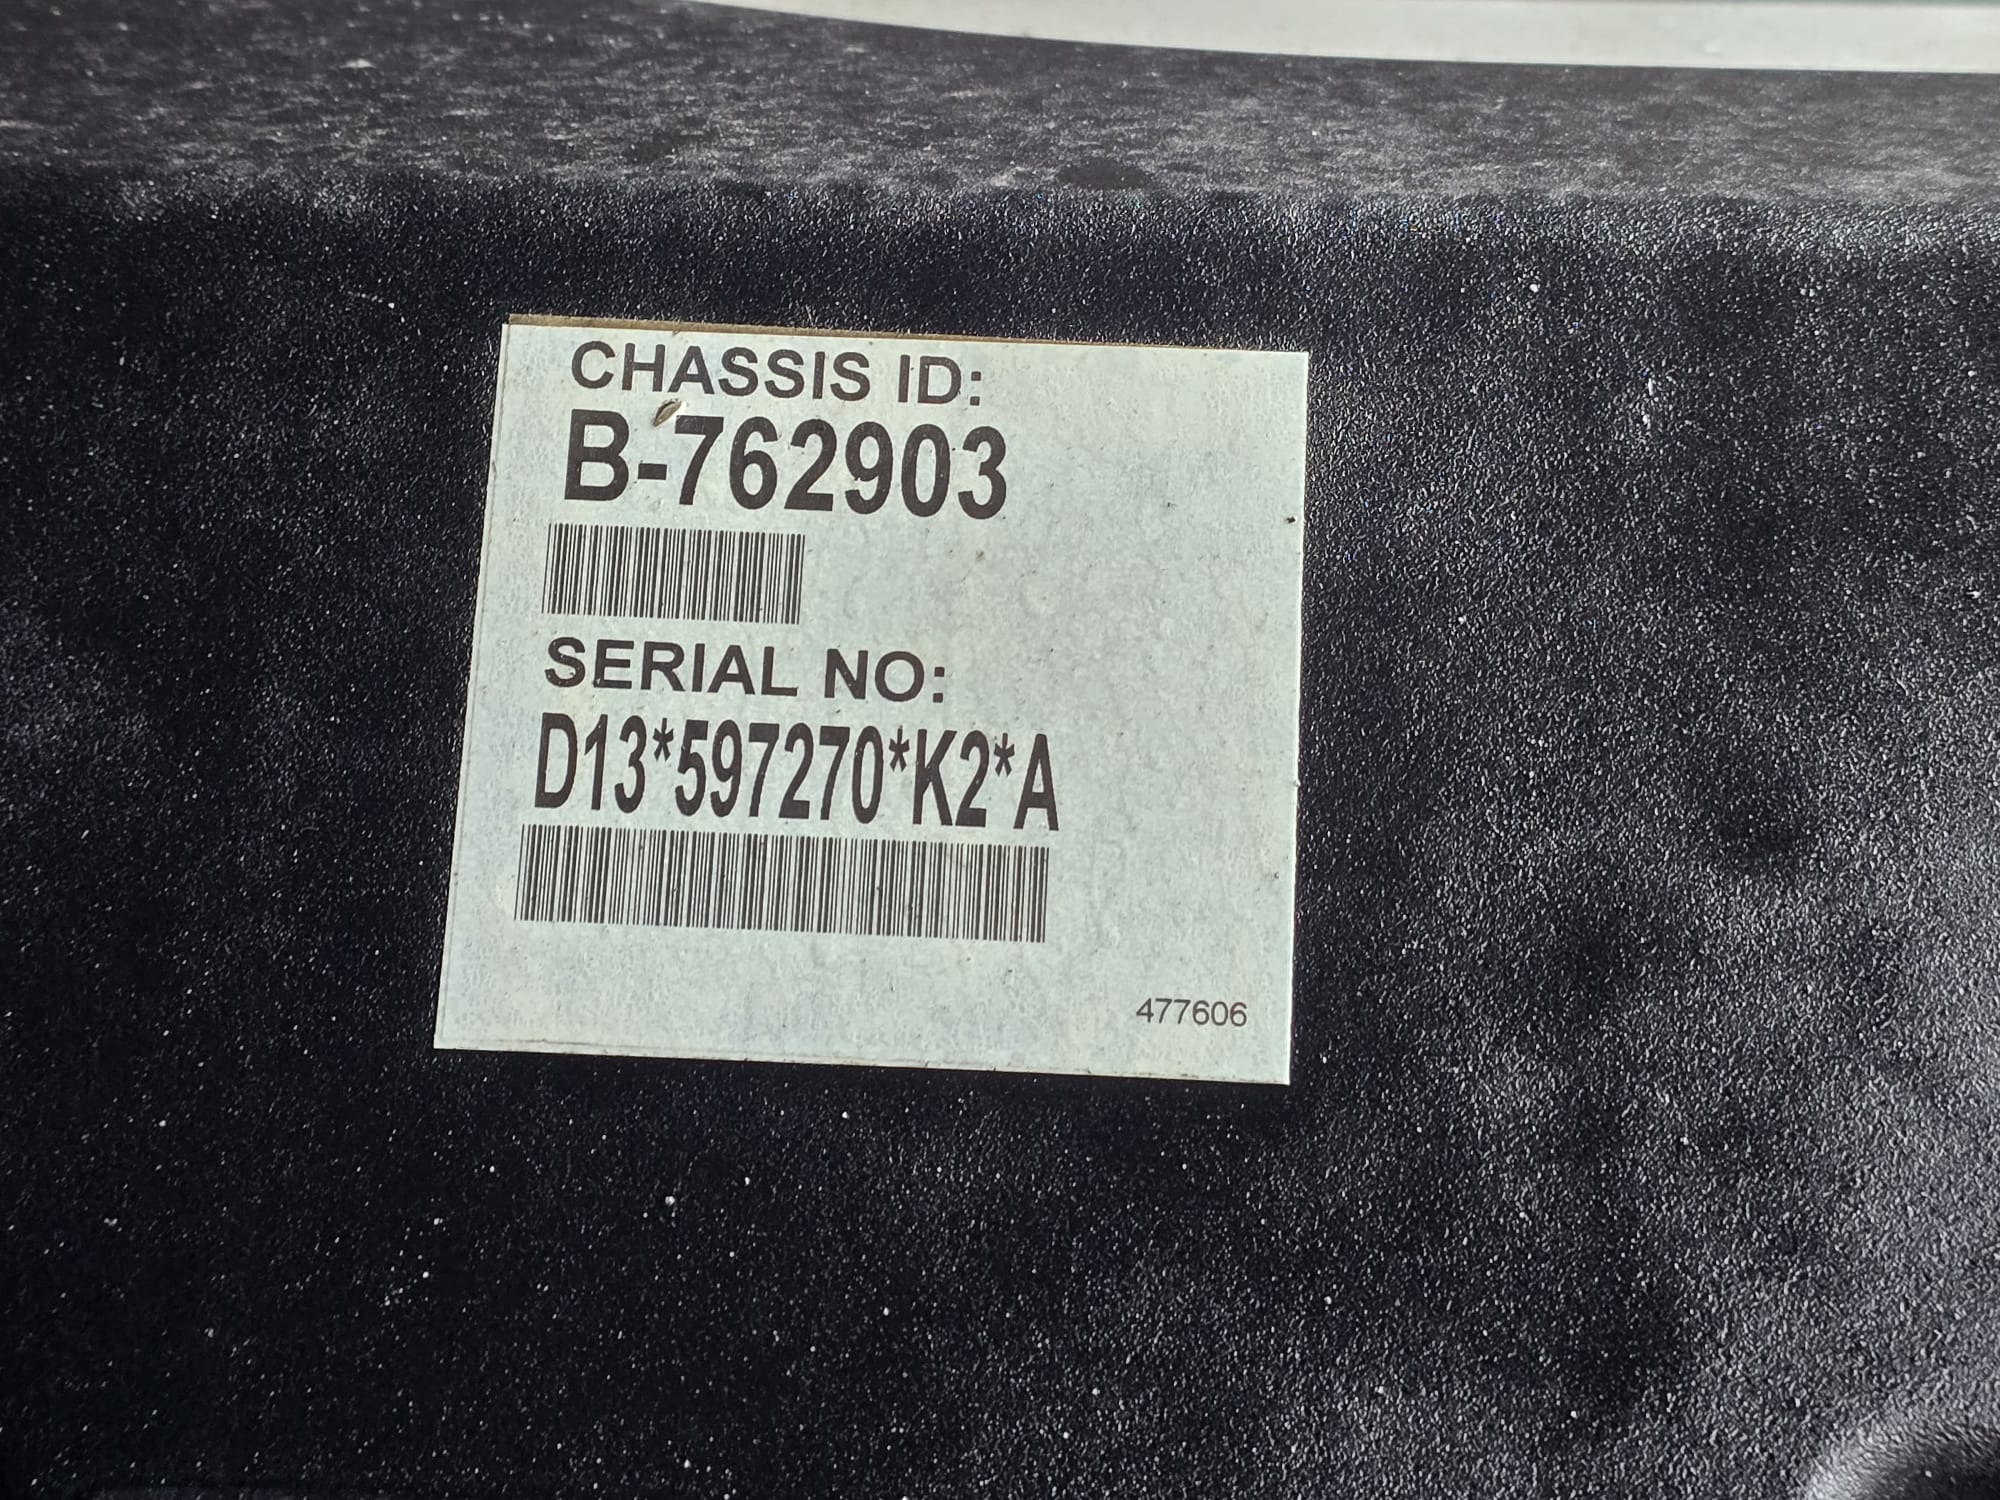 CHASSIS ID:
B-762903
SERIAL NO:
D13*597270*K2*A
477606